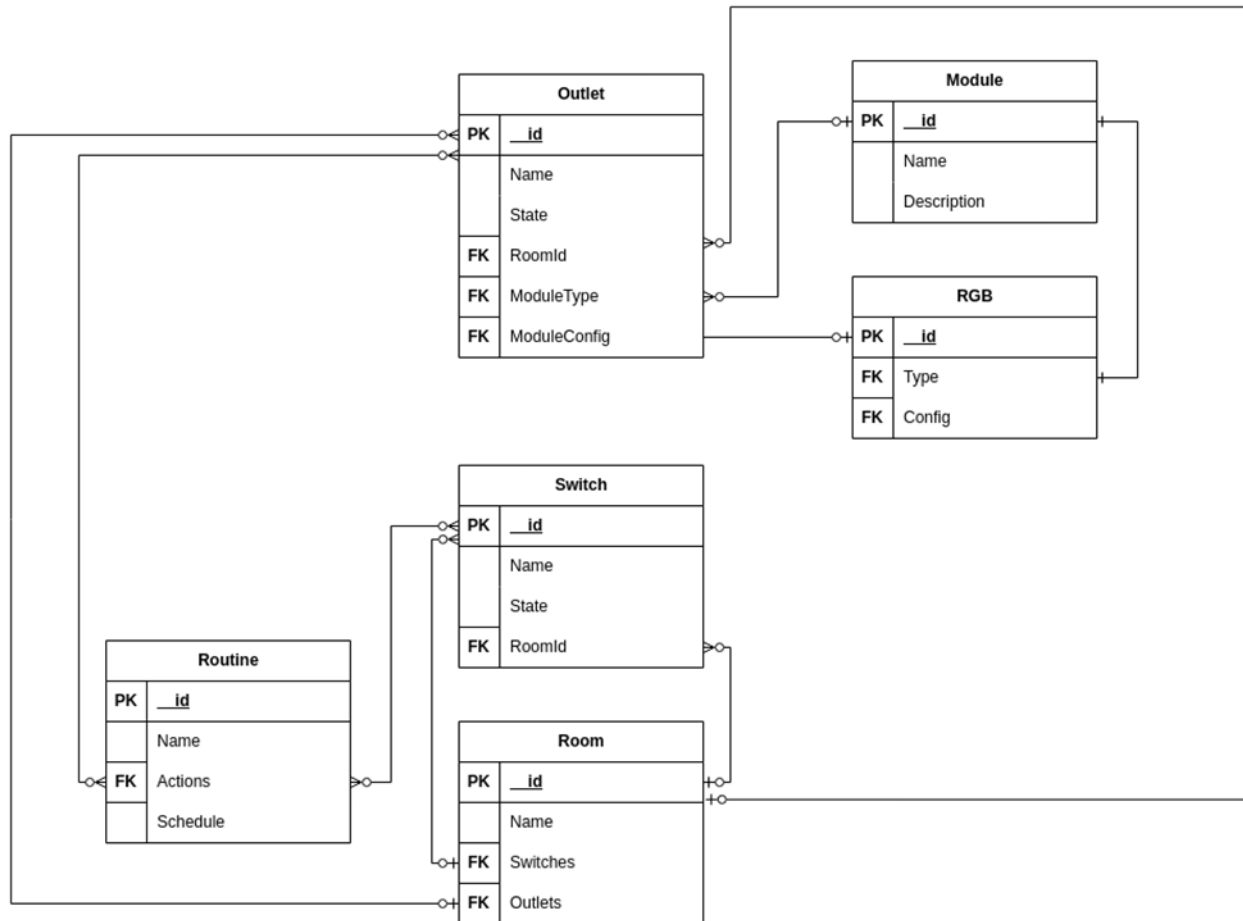 Outlet
PK __id
Name
State
FK RoomId
FK ModuleType
FK ModuleConfig
Module
PK __id
Name
Description
RGB
PK __id
FK Type
FK Config
Switch
PK __id
Name
State
FK RoomId
Routine
PK __id
Name
FK Actions
Schedule
Room
PK __id
Name
FK Switches
FK Outlets